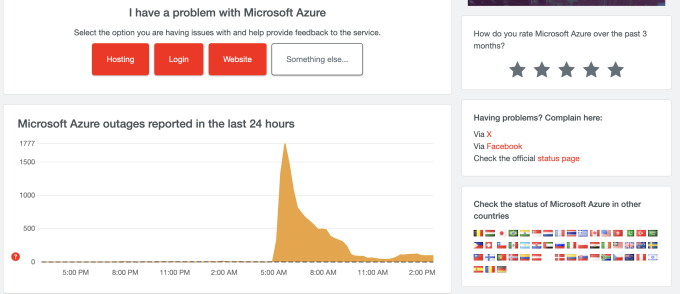 I have a problem with Microsoft Azure
Select the option you are having issues with and help provide feedback to the service.
Hosting
Login
Website
Something else...
Microsoft Azure outages reported in the last 24 hours
1777
1500
1000
500
0
?
5:00 PM
8:00 PM
11:00 PM
2:00 AM
5:00 AM
8:00 AM
11:00 AM
2:00 PM
How do you rate Microsoft Azure over the past 3
months?
Having problems? Complain here:
Via X
Via Facebook
Check the official status page
Check the status of Microsoft Azure in other
countries